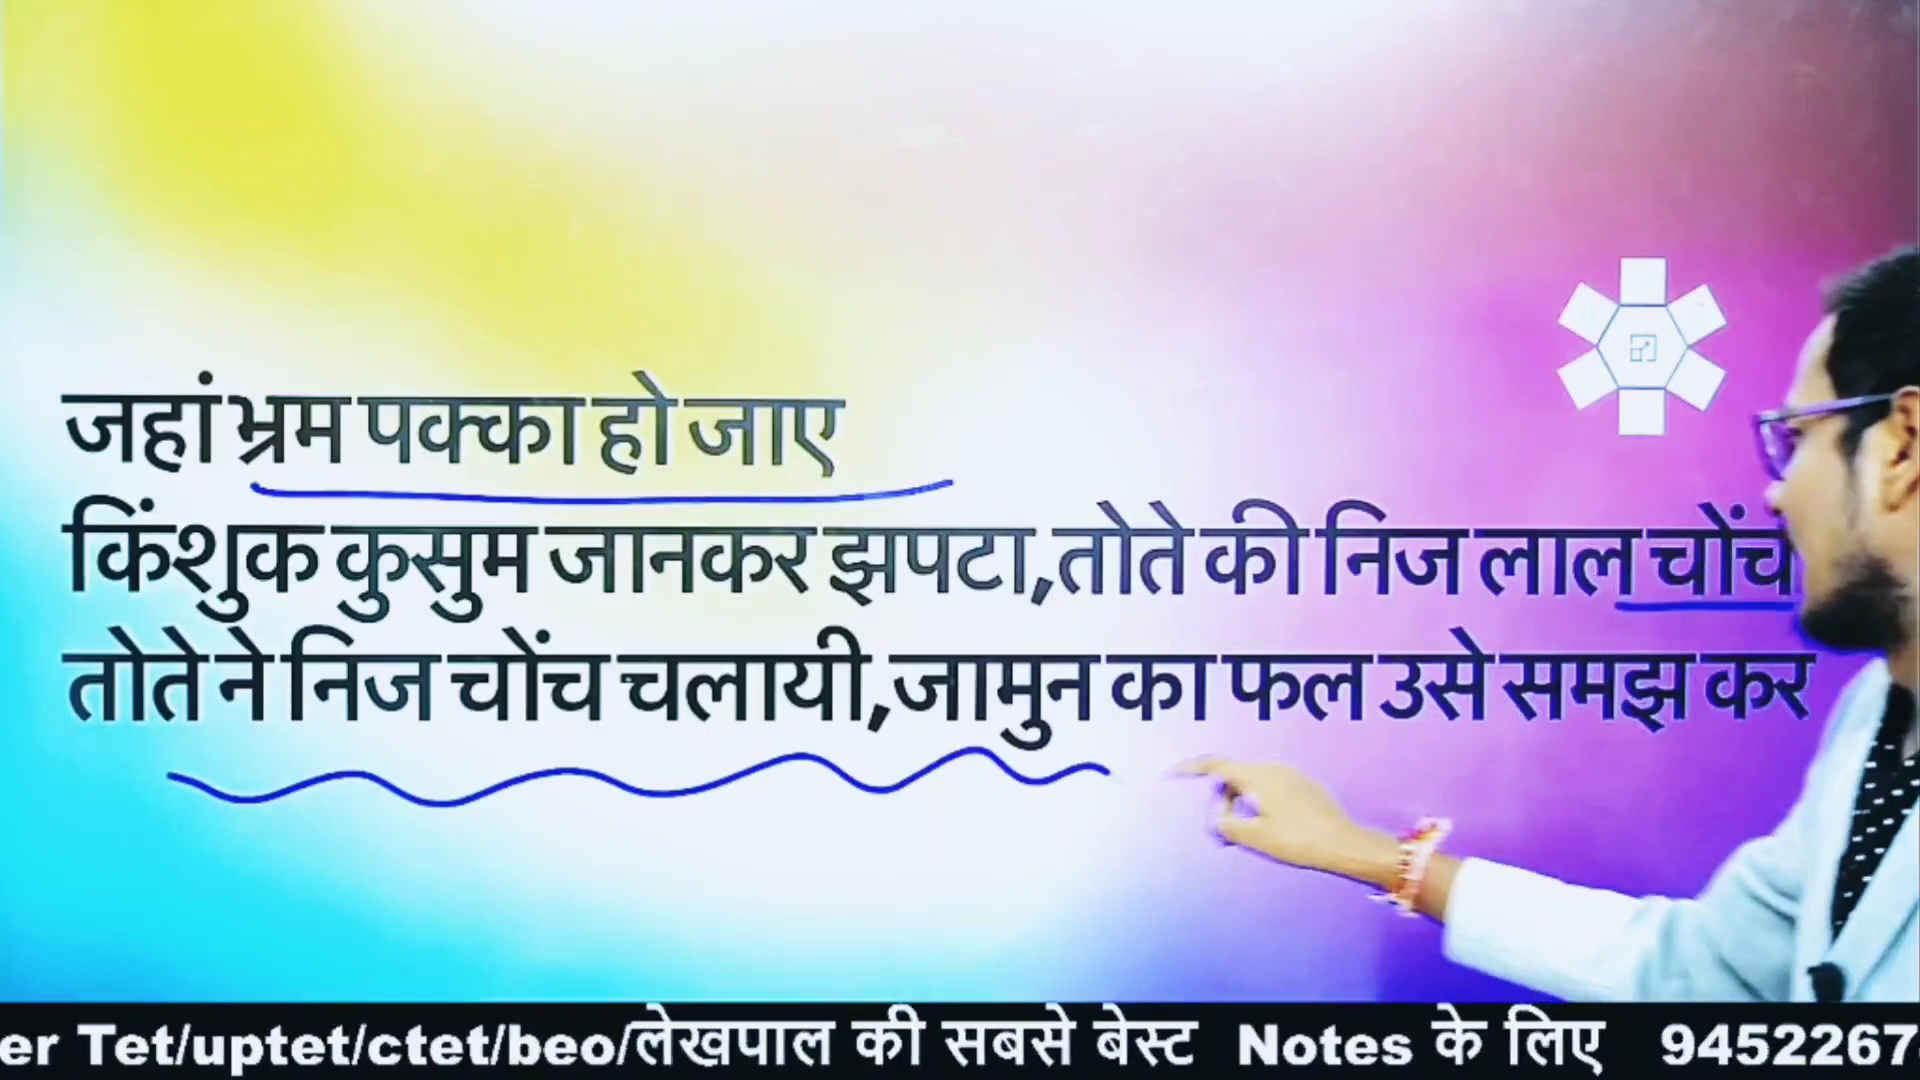 जहां भ्रम पक्का हो जाए
किंशुक कुसुम जानकर झपटा,तोते की निज लाल चोंच
तोते ने निज चोंच चलायी,जामुन का फल उसे समझ कर
er Tet/uptet/ctet/beo/लेखपाल की सबसे बेस्ट Notes के लिए 9452267